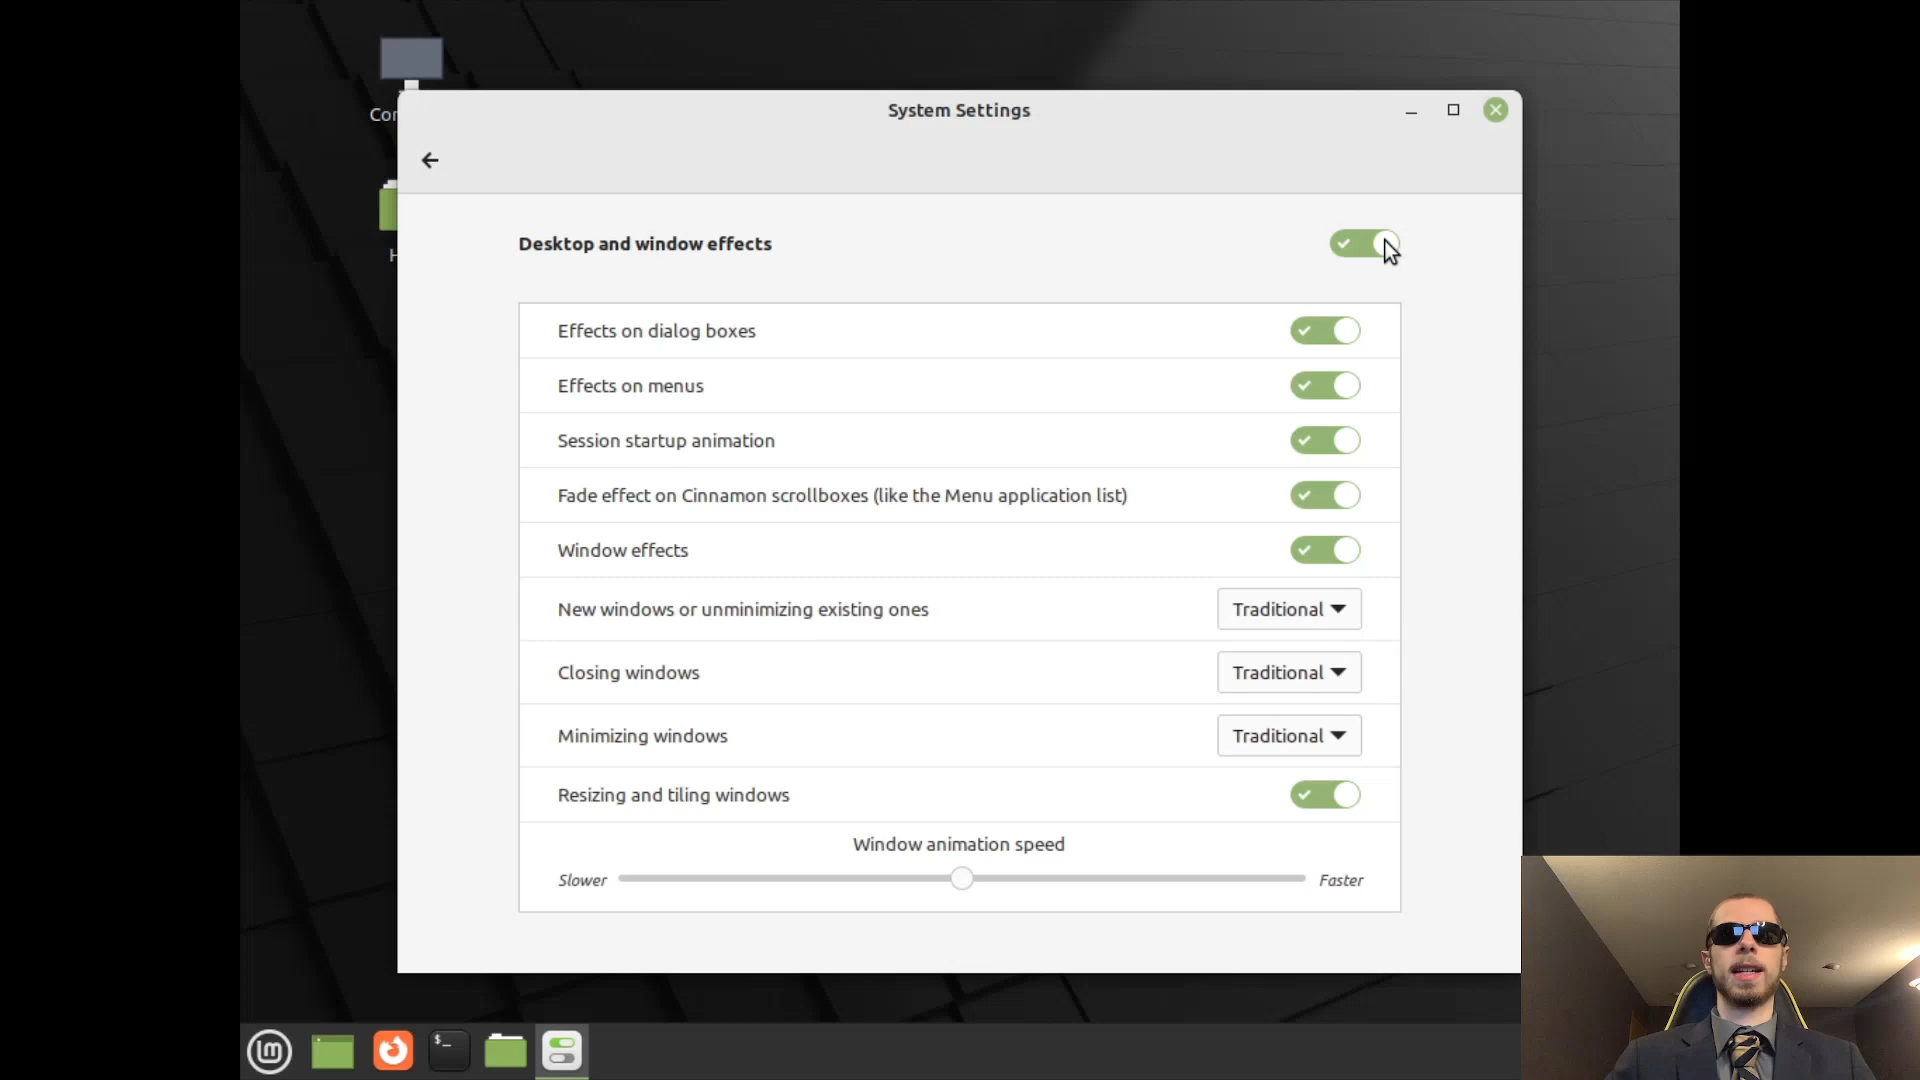 Con
H
System Settings
Desktop and window effects
Effects on dialog boxes
Effects on menus
Session startup animation
Fade effect on Cinnamon scrollboxes (like the Menu application list)
Window effects
New windows or unminimizing existing ones Traditional
Closing windows Traditional
Minimizing windows Traditional
Resizing and tiling windows
Window animation speed
Slower Faster
$_